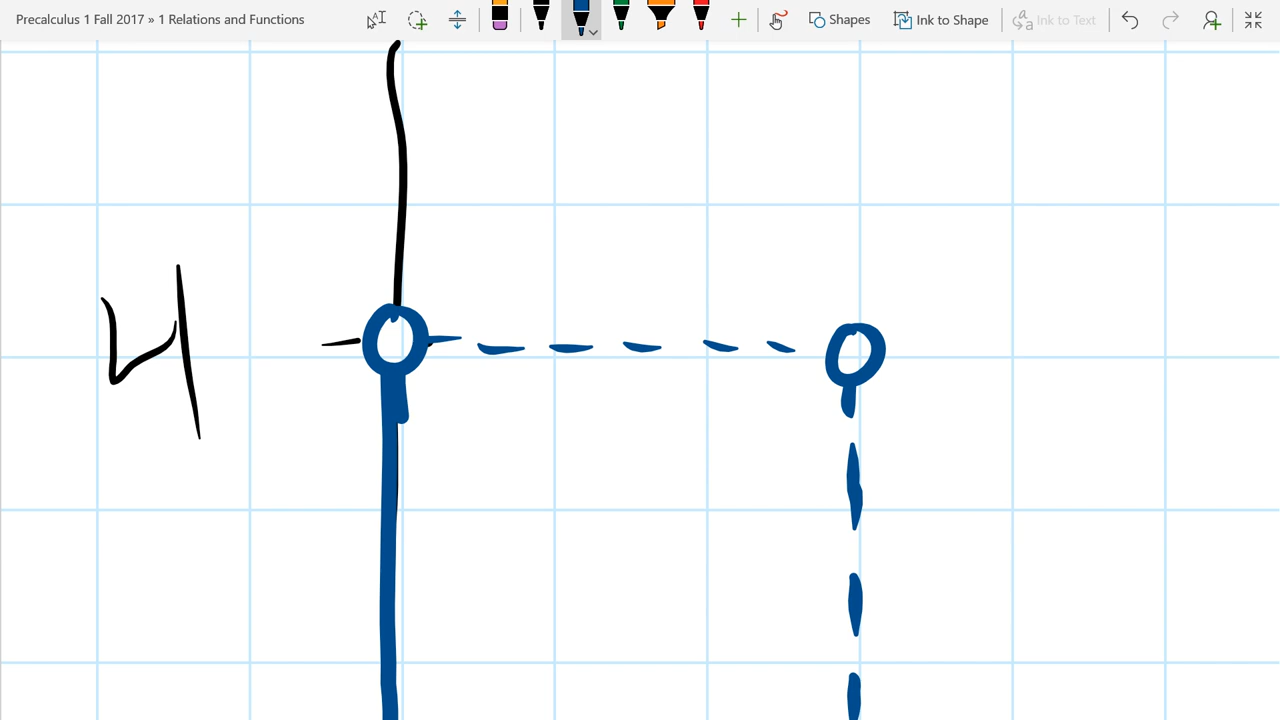 Precalculus 1 Fall 2017 » 1 Relations and Functions Shapes Ink to Shape Ink to Text
4